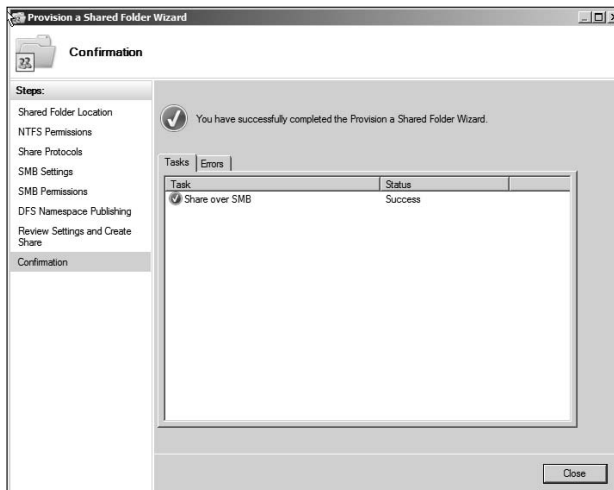 Provision a Shared Folder Wizard
Confirmation
Steps:
Shared Folder Location
NTFS Permissions
Share Protocols
SMB Settings
SMB Permissions
DFS Namespace Publishing
Review Settings and Create
Share
Confirmation
You have successfully completed the Provision a Shared Folder Wizard.
Tasks Errors
Task Status
Share over SMB Success
Close